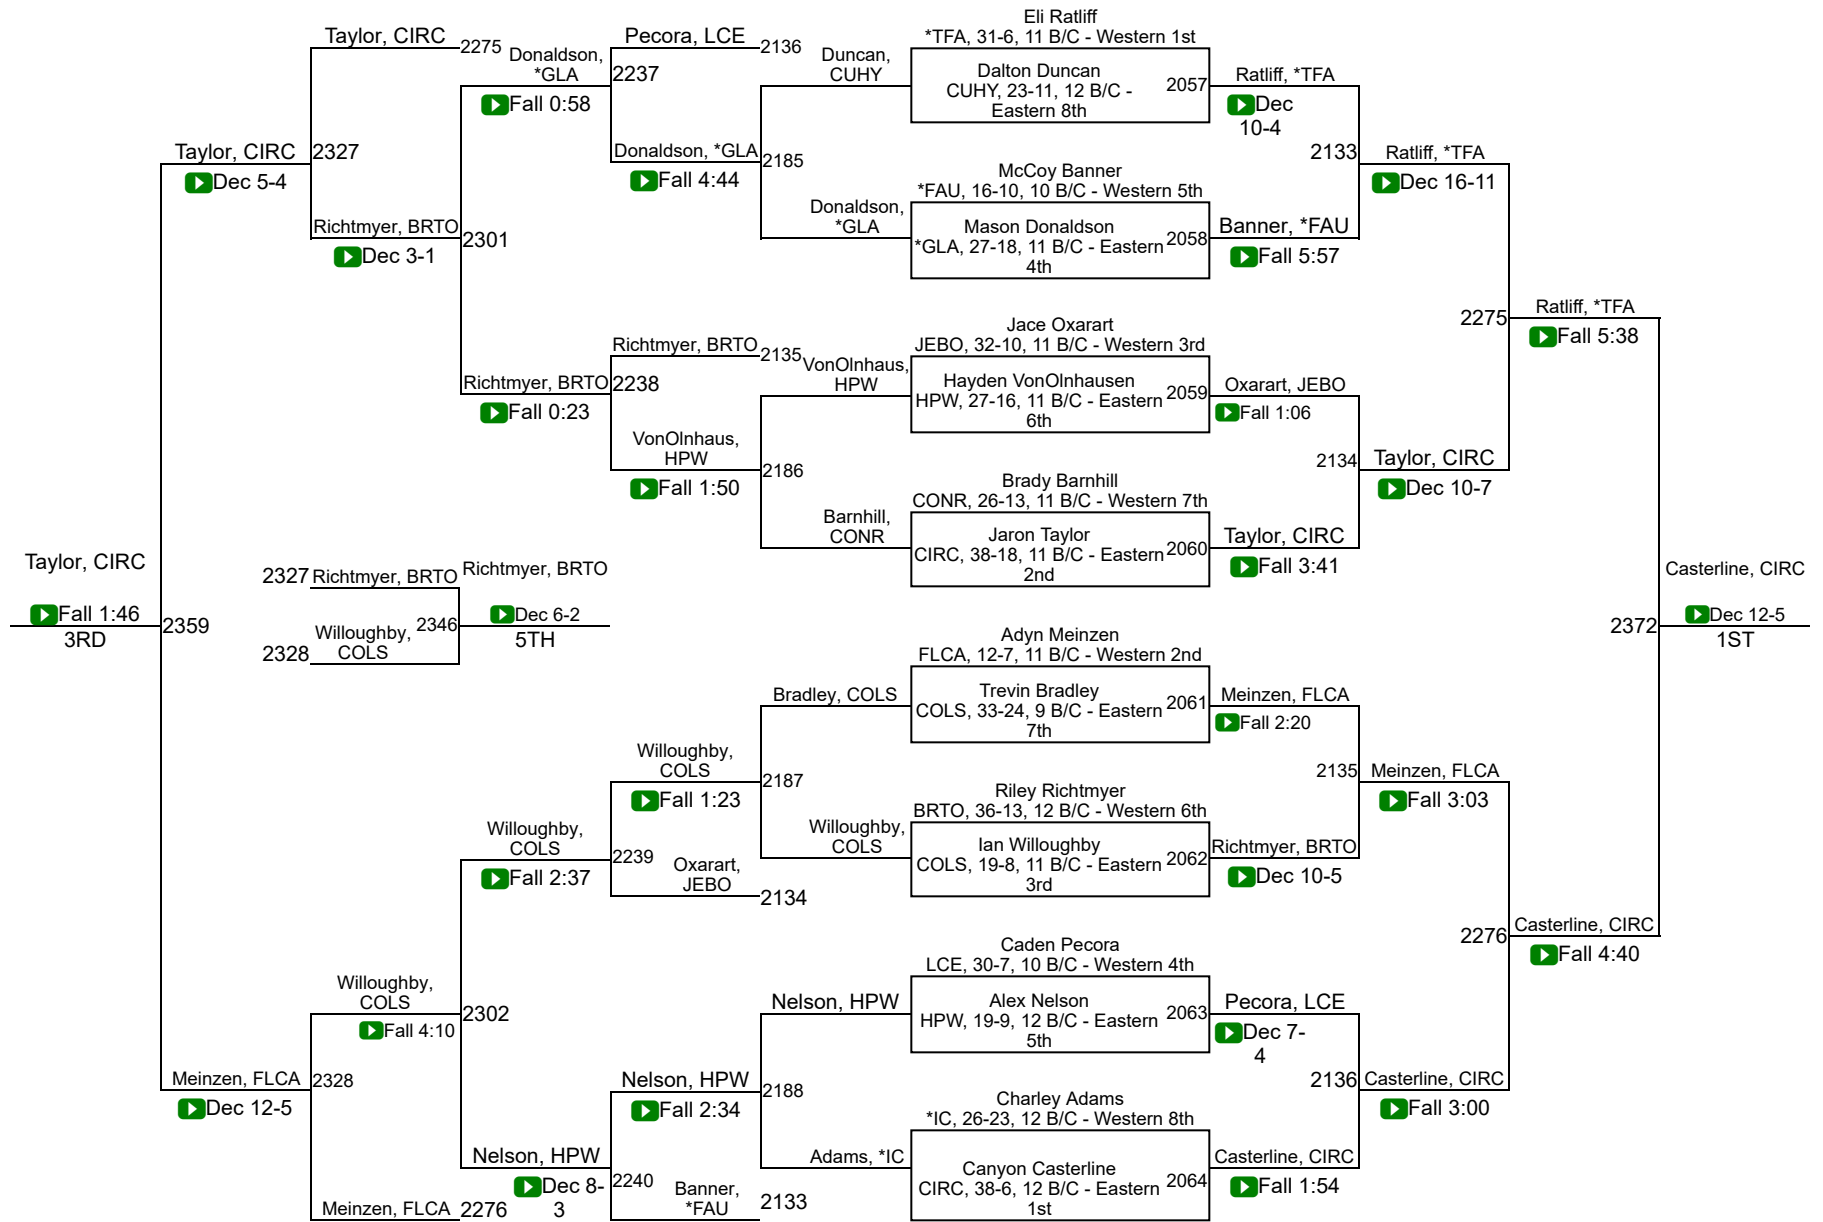 Taylor, CIRC
2275
Donaldson,
*GLA
Fall 0:58
Pecora, LCE
2136
2237
Duncan,
CUHY
Eli Ratliff
*TFA, 31-6, 11 B/C - Western 1st
Dalton Duncan
CUHY, 23-11, 12 B/C -
Eastern 8th
2057
Ratliff, *TFA
Dec
10-4
Taylor, CIRC
2327
Dec 5-4
Donaldson, *GLA
2185
Fall 4:44
2133
Ratliff, *TFA
Dec 16-11
McCoy Banner
*FAU, 16-10, 10 B/C - Western 5th
Donaldson,
*GLA
Mason Donaldson
*GLA, 27-18, 11 B/C - Eastern
4th
2058
Banner, *FAU
Fall 5:57
Richtmyer, BRTO
2301
Dec 3-1
2275
Ratliff, *TFA
Fall 5:38
Jace Oxarart
JEBO, 32-10, 11 B/C - Western 3rd
Richtmyer, BRTO
2135
VonOlnhaus,
HPW
Hayden VonOlnhausen
HPW, 27-16, 11 B/C - Eastern
6th
2059
Oxarart, JEBO
Fall 1:06
Richtmyer, BRTO
2238
Fall 0:23
VonOlnhaus,
HPW
2186
Fall 1:50
2134
Taylor, CIRC
Dec 10-7
Brady Barnhill
CONR, 26-13, 11 B/C - Western 7th
Barnhill,
CONR
Jaron Taylor
CIRC, 38-18, 11 B/C - Eastern
2nd
2060
Taylor, CIRC
Fall 3:41
Taylor, CIRC
Fall 1:46
3RD
2359
2327
Richtmyer, BRTO
Willoughby,
COLS
2328
2346
Richtmyer, BRTO
Dec 6-2
5TH
Casterline, CIRC
2372
Dec 12-5
1ST
Adyn Meinzen
FLCA, 12-7, 11 B/C - Western 2nd
Bradley, COLS
Trevin Bradley
COLS, 33-24, 9 B/C - Eastern
7th
2061
Meinzen, FLCA
Fall 2:20
Willoughby,
COLS
2187
Fall 1:23
2135
Meinzen, FLCA
Fall 3:03
Riley Richtmyer
BRTO, 36-13, 12 B/C - Western 6th
Willoughby,
COLS
Ian Willoughby
COLS, 19-8, 11 B/C - Eastern
3rd
2062
Richtmyer, BRTO
Dec 10-5
Willoughby,
COLS
2239
Fall 2:37
Oxarart,
JEBO
2134
2276
Casterline, CIRC
Fall 4:40
Caden Pecora
LCE, 30-7, 10 B/C - Western 4th
Nelson, HPW
Alex Nelson
HPW, 19-9, 12 B/C - Eastern
5th
2063
Pecora, LCE
Dec 7-
4
Willoughby,
COLS
2302
Fall 4:10
Meinzen, FLCA
2328
Dec 12-5
Nelson, HPW
2188
Fall 2:34
2136
Casterline, CIRC
Fall 3:00
Charley Adams
*IC, 26-23, 12 B/C - Western 8th
Adams, *IC
Canyon Casterline
CIRC, 38-6, 12 B/C - Eastern
1st
2064
Casterline, CIRC
Fall 1:54
Nelson, HPW
2240
Dec 8-
3
Banner,
*FAU
2133
Meinzen, FLCA
2276